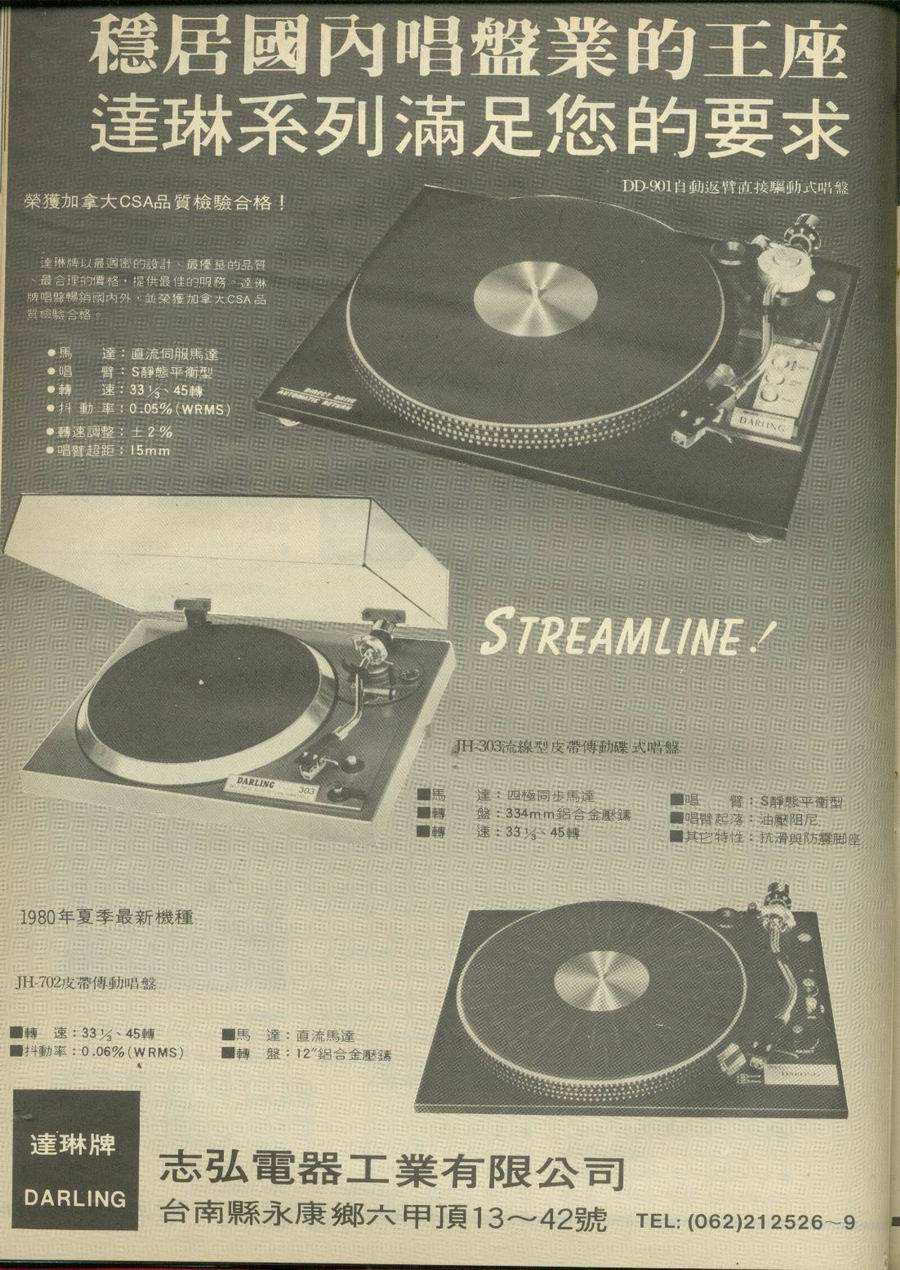 穩居國內唱盤業的王座
達琳系列滿足您的要求
DD-901自動返臂直接驅動式唱盤
榮獲加拿大CSA品質檢驗合格！
達琳牌以最週密的設計、最優越的品質
、最合理的價格，提供最佳的服務。達琳
牌唱盤暢銷國內外，並榮獲加拿大CSA品
質檢驗合格。
●馬　達：直流伺服馬達
●唱　臂：S靜態平衡型
●轉　速：33⅓、45轉
●抖動率：0.05%(WRMS)
●轉速調整：±2%
●唱臂超距：15mm
DIRECT DRIVE
AUTOMATIC RETURN
DARLING
STREAMLINE!
DARLING
303
JH-303流線型皮帶傳動碟式唱盤
■馬　達：四極同步馬達
■轉　盤：334mm鋁合金壓鑄
■轉　速：33⅓、45轉
■唱　臂：S靜態平衡型
■唱臂起落：油壓阻尼
■其它特性：抗滑與防震脚座
1980年夏季最新機種
JH-702皮帶傳動唱盤
■轉　速：33⅓、45轉
■抖動率：0.06%(WRMS)
■馬　達：直流馬達
■轉　盤：12"鋁合金壓鑄
DARLING
達琳牌
DARLING
志弘電器工業有限公司
台南縣永康鄉六甲頂13～42號　TEL: (062)212526～9